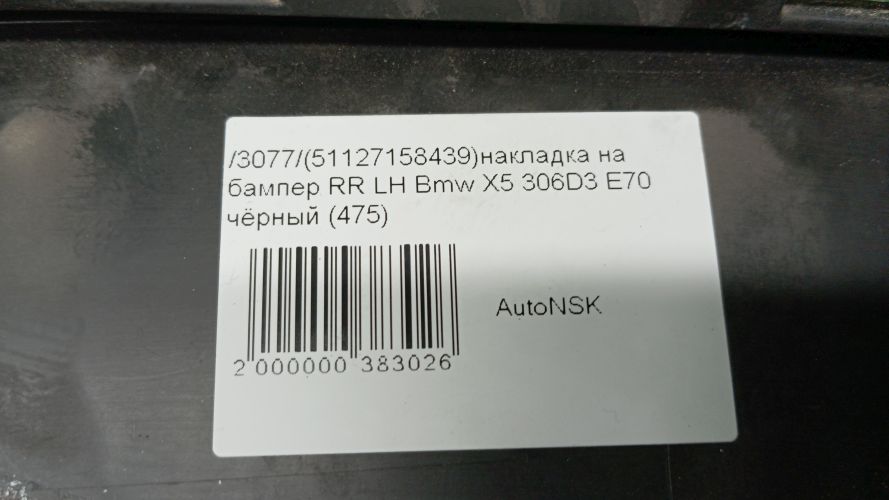 /3077/(51127158439)накладка на
бампер RR LH Bmw X5 306D3 E70
чёрный (475)
AutoNSK
2 000000 383026